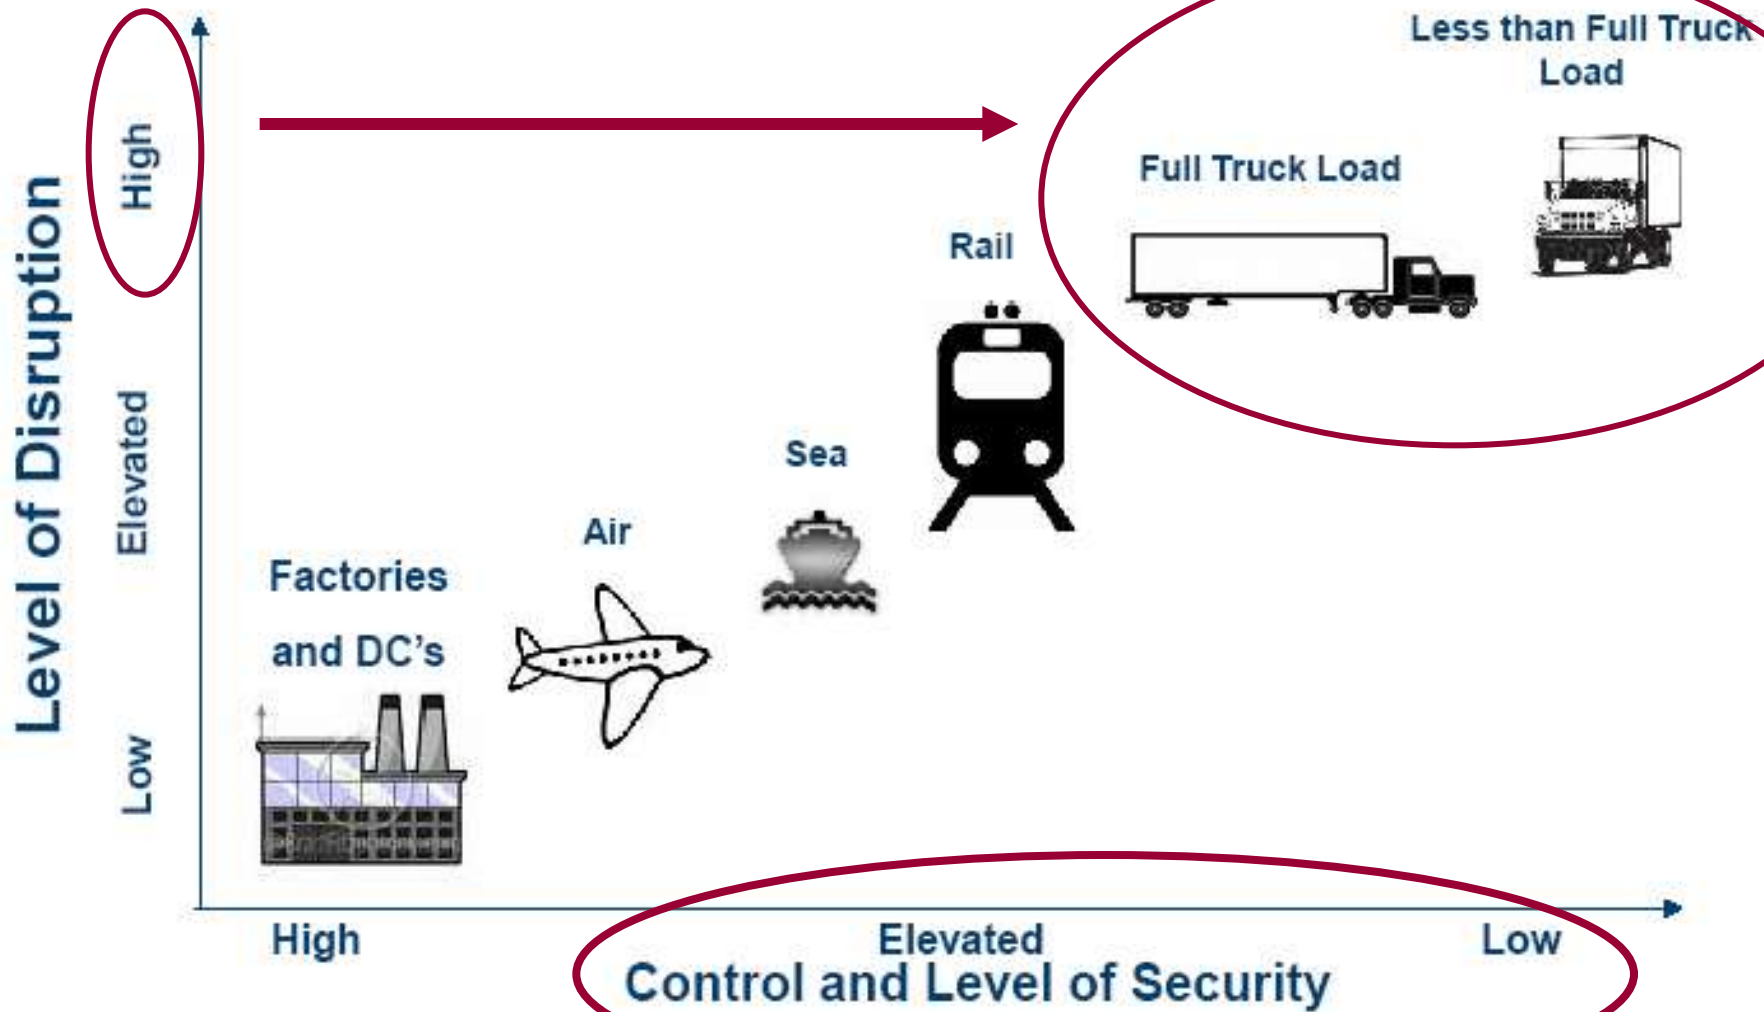 Less than Full Truck
Load
Full Truck Load
Rail
Sea
Air
Factories
and DC's
Level of Disruption
High
Elevated
Low
High
Elevated
Low
Control and Level of Security